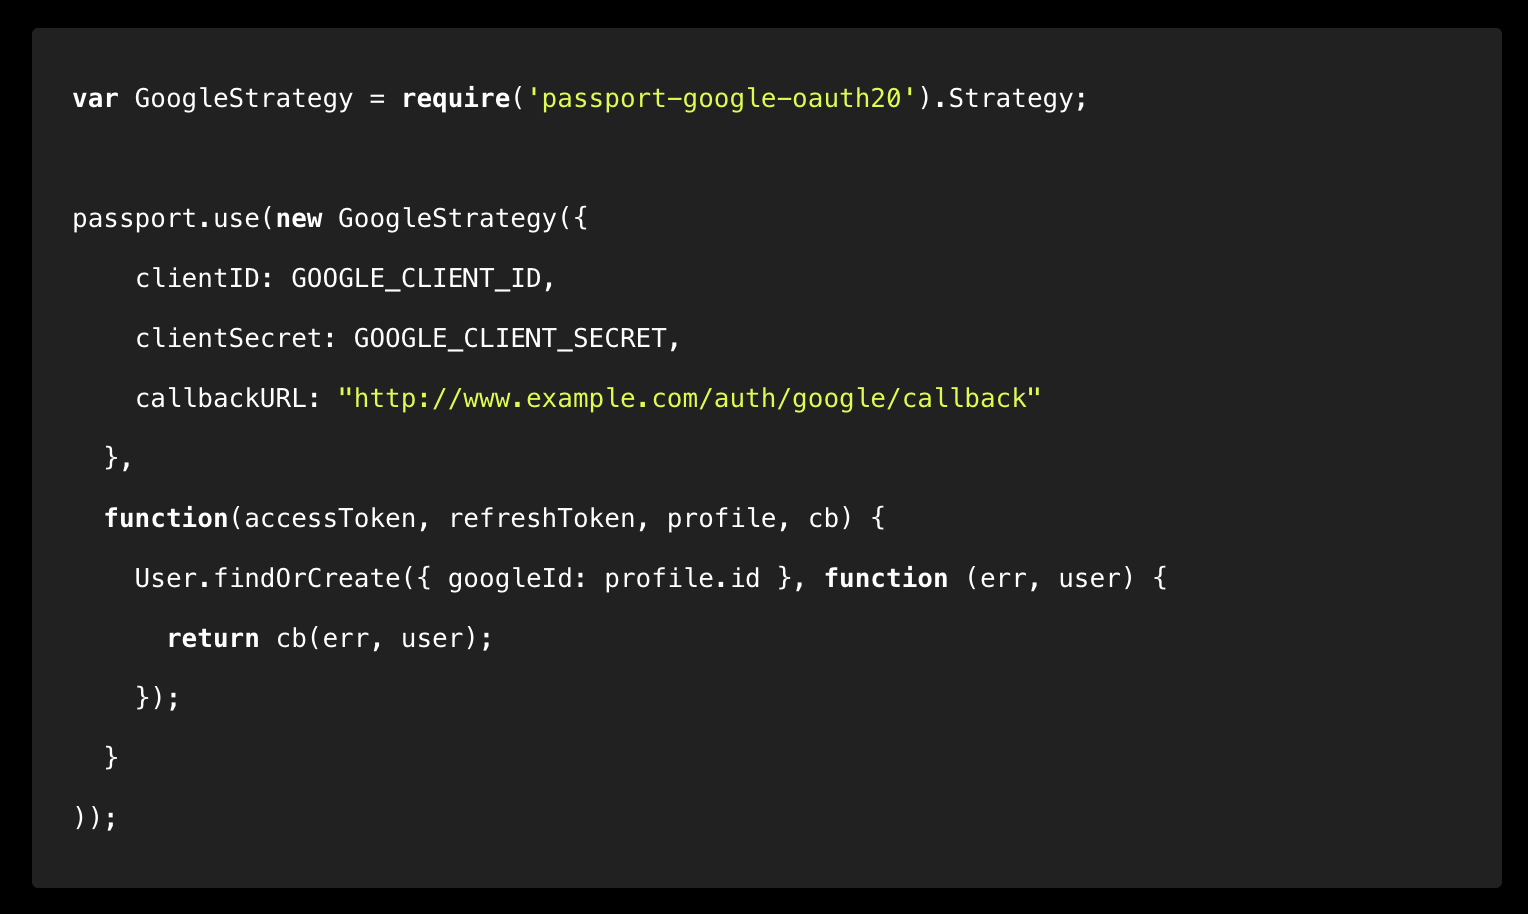 var GoogleStrategy = require('passport-google-oauth20').Strategy;
passport.use(new GoogleStrategy({
    clientID: GOOGLE_CLIENT_ID,
    clientSecret: GOOGLE_CLIENT_SECRET,
    callbackURL: "http://www.example.com/auth/google/callback"
  },
  function(accessToken, refreshToken, profile, cb) {
    User.findOrCreate({ googleId: profile.id }, function (err, user) {
      return cb(err, user);
    });
  }
));